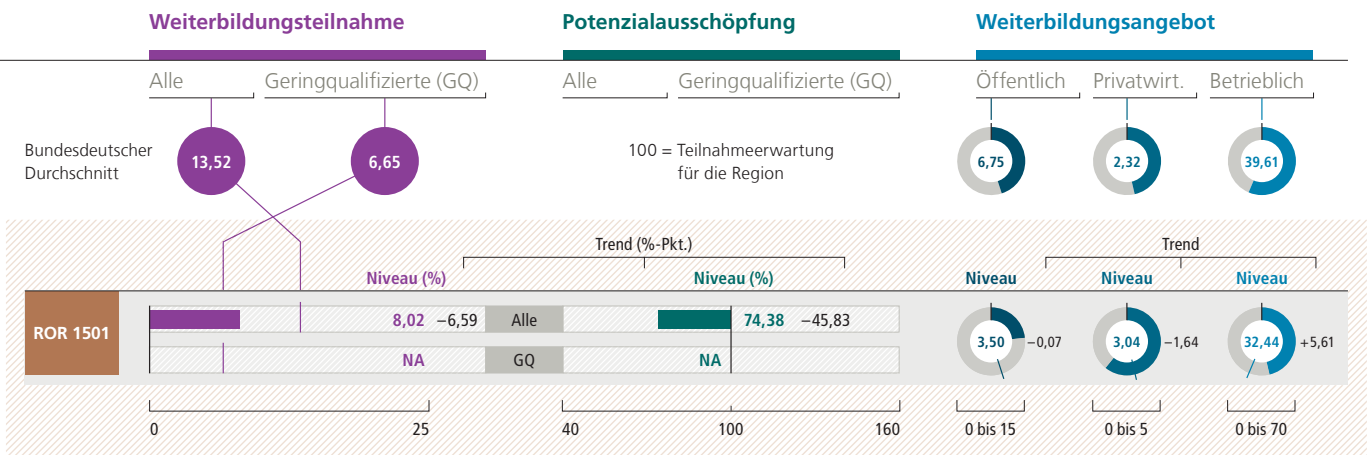 Weiterbildungsteilnahme Potenzialausschöpfung Weiterbildungsangebot
Alle Geringqualifizierte (GQ) Alle Geringqualifizierte (GQ) Öffentlich Privatwirt. Betrieblich
Bundesdeutscher
Durchschnitt
13,52 6,65
100 = Teilnahmeerwartung
für die Region
6,75 2,32 39,61
Trend (%-Pkt.) Trend
Niveau (%) Niveau (%) Niveau Niveau Niveau
ROR 1501
8,02 −6,59 Alle 74,38 −45,83
NA GQ NA
3,50 −0,07 3,04 −1,64 32,44 +5,61
0 25 40 100 160 0 bis 15 0 bis 5 0 bis 70